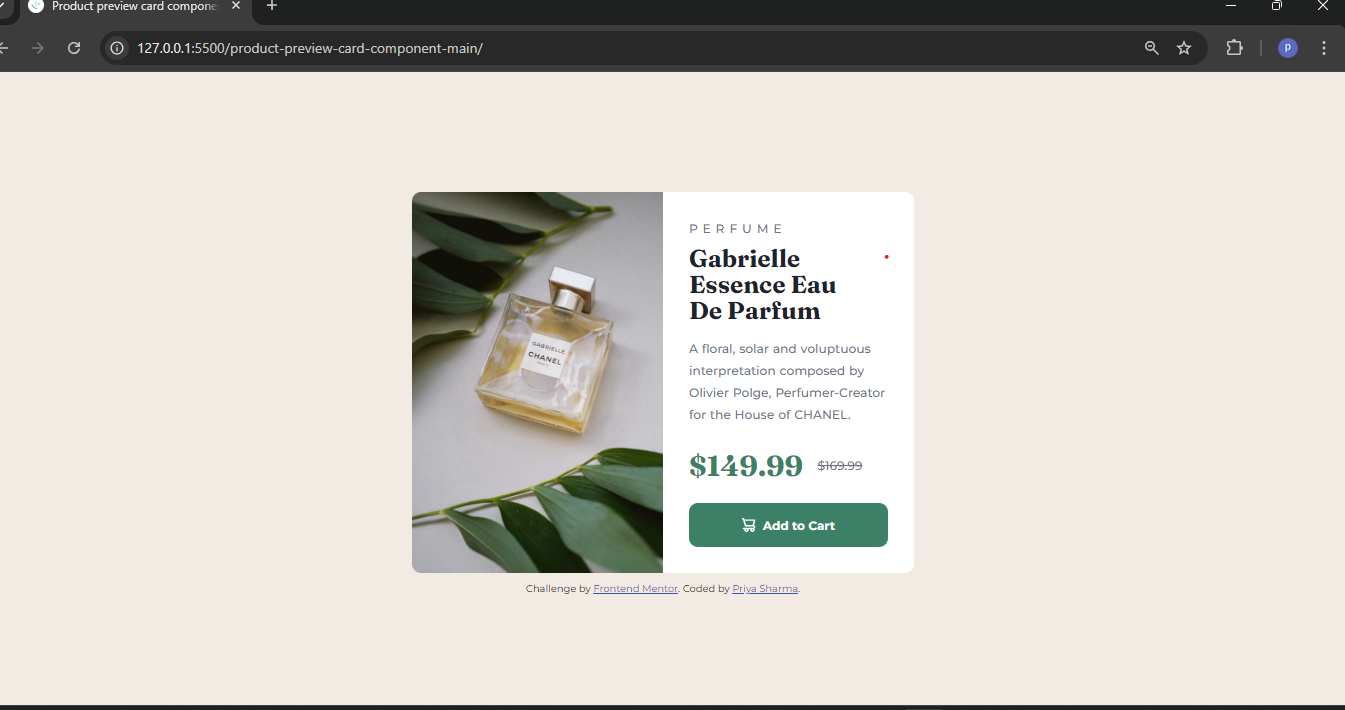 Product preview card compone
127.0.0.1:5500/product-preview-card-component-main/
P
PERFUME
Gabrielle
Essence Eau
De Parfum
A floral, solar and voluptuous
interpretation composed by
Olivier Polge, Perfumer-Creator
for the House of CHANEL.
$149.99 $169.99
Add to Cart
GABRIELLE
CHANEL
PARIS
Challenge by Frontend Mentor. Coded by Priya Sharma.